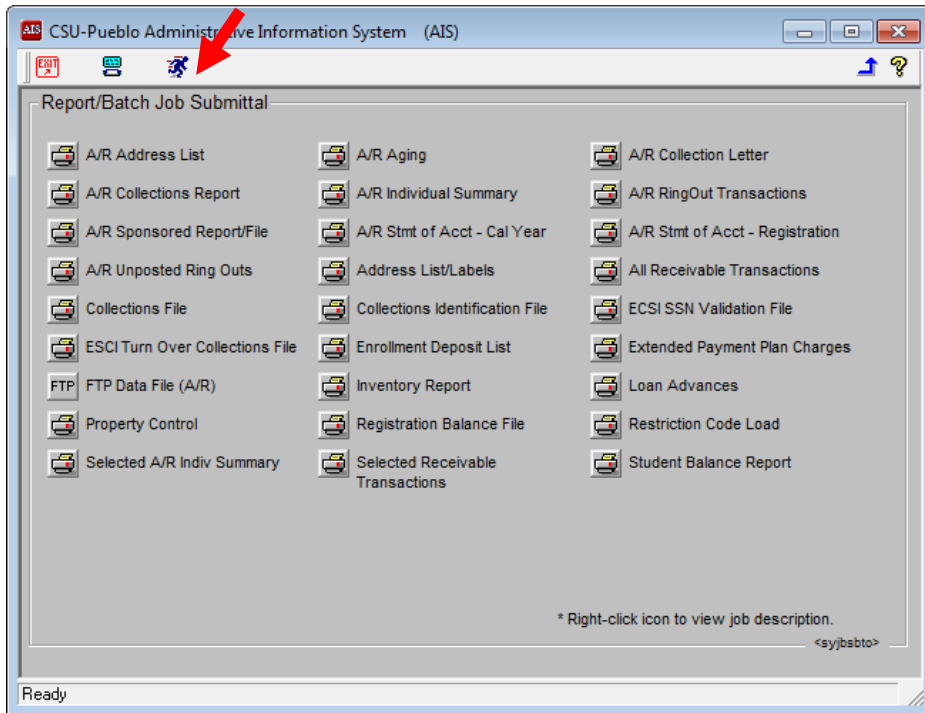 AIS CSU-Pueblo Administrative Information System (AIS)
EXIT
Report/Batch Job Submittal
A/R Address List A/R Aging A/R Collection Letter
A/R Collections Report A/R Individual Summary A/R RingOut Transactions
A/R Sponsored Report/File A/R Stmt of Acct - Cal Year A/R Stmt of Acct - Registration
A/R Unposted Ring Outs Address List/Labels All Receivable Transactions
Collections File Collections Identification File ECSI SSN Validation File
ESCI Turn Over Collections File Enrollment Deposit List Extended Payment Plan Charges
FTP FTP Data File (A/R) Inventory Report Loan Advances
Property Control Registration Balance File Restriction Code Load
Selected A/R Indiv Summary Selected Receivable Student Balance Report
Transactions
* Right-click icon to view job description.
<syjbsbto>
Ready